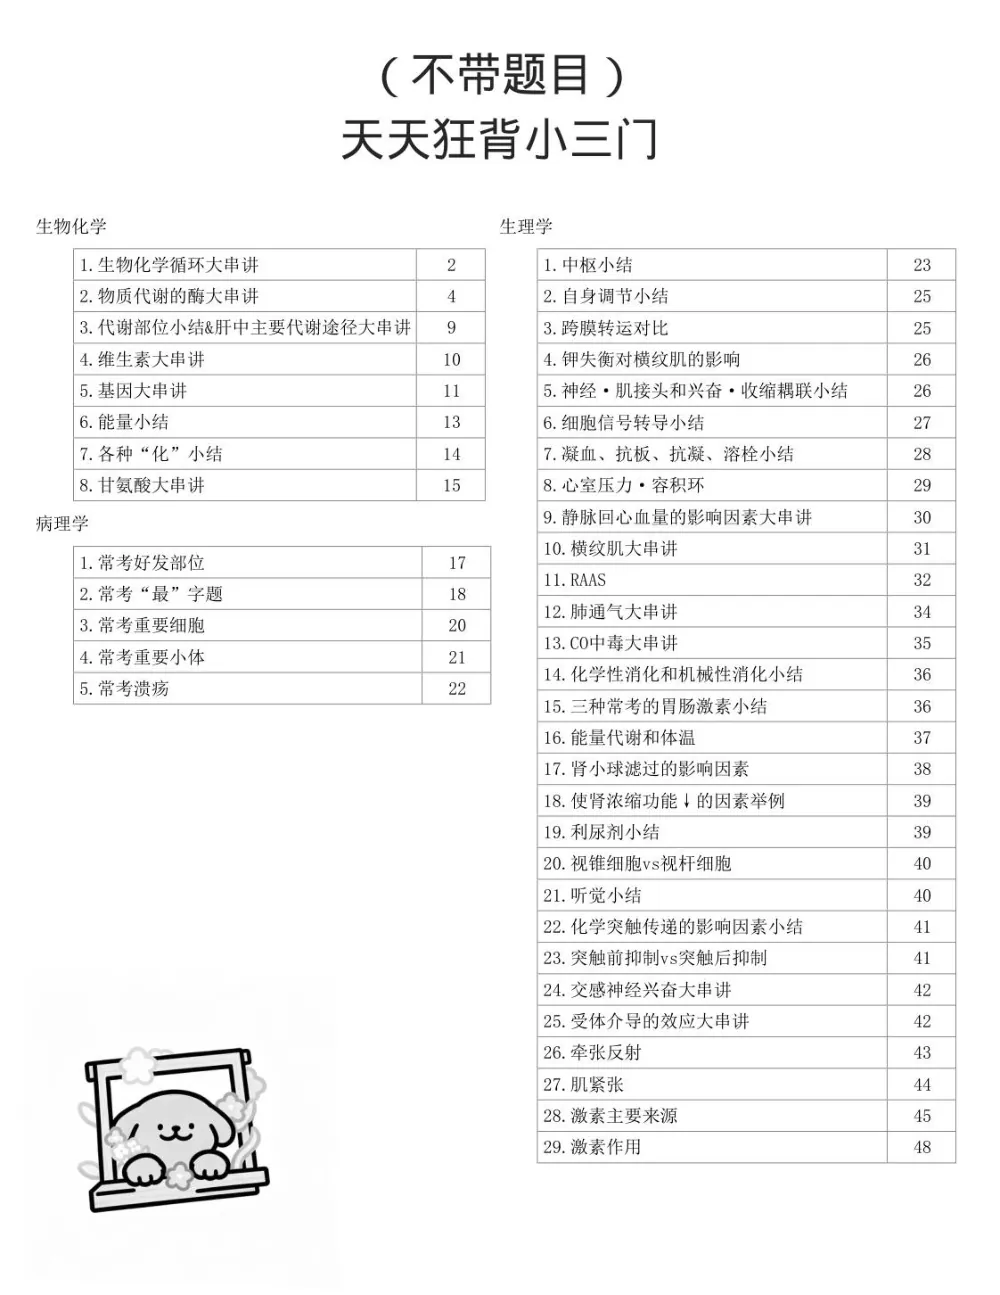 （不带题目）
天天狂背小三门
生物化学
1.生物化学循环大串讲 2
2.物质代谢的酶大串讲 4
3.代谢部位小结&肝中主要代谢途径大串讲 9
4.维生素大串讲 10
5.基因大串讲 11
6.能量小结 13
7.各种“化”小结 14
8.甘氨酸大串讲 15
病理学
1.常考好发部位 17
2.常考“最”字题 18
3.常考重要细胞 20
4.常考重要小体 21
5.常考溃疡 22
生理学
1.中枢小结 23
2.自身调节小结 25
3.跨膜转运对比 25
4.钾失衡对横纹肌的影响 26
5.神经·肌接头和兴奋·收缩耦联小结 26
6.细胞信号转导小结 27
7.凝血、抗板、抗凝、溶栓小结 28
8.心室压力·容积环 29
9.静脉回心血量的影响因素大串讲 30
10.横纹肌大串讲 31
11.RAAS 32
12.肺通气大串讲 34
13.CO中毒大串讲 35
14.化学性消化和机械性消化小结 36
15.三种常考的胃肠激素小结 36
16.能量代谢和体温 37
17.肾小球滤过的影响因素 38
18.使肾浓缩功能↓的因素举例 39
19.利尿剂小结 39
20.视锥细胞vs视杆细胞 40
21.听觉小结 40
22.化学突触传递的影响因素小结 41
23.突触前抑制vs突触后抑制 41
24.交感神经兴奋大串讲 42
25.受体介导的效应大串讲 42
26.牵张反射 43
27.肌紧张 44
28.激素主要来源 45
29.激素作用 48